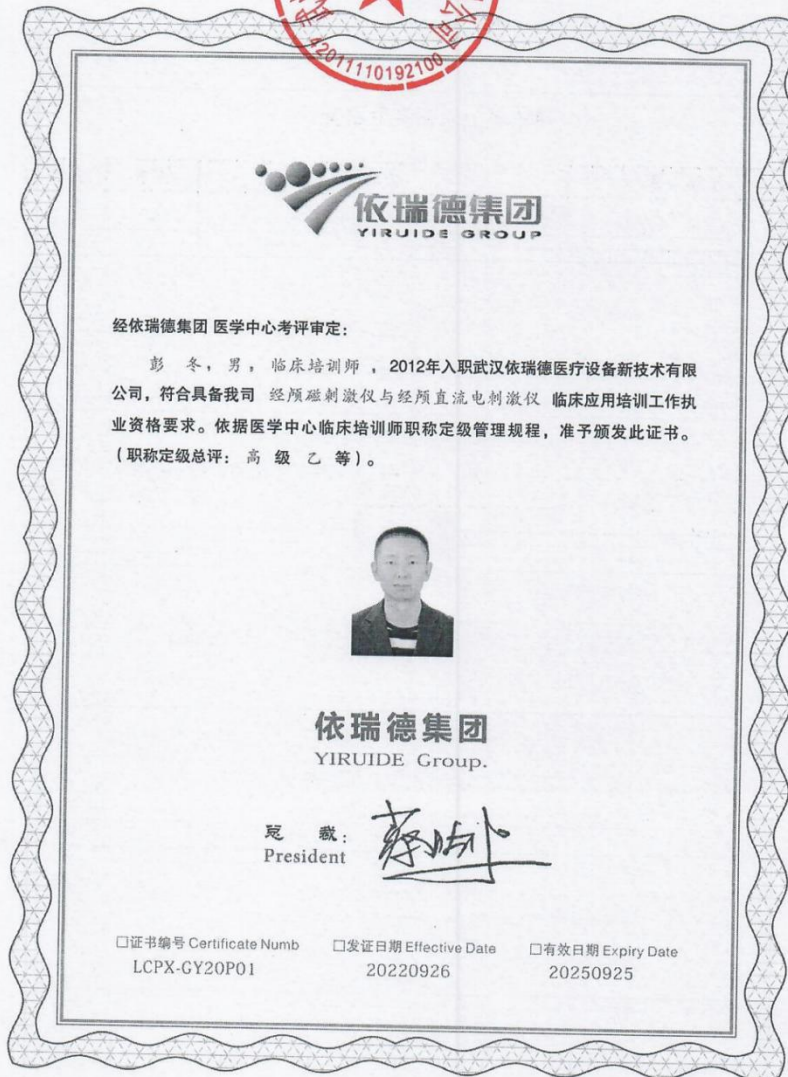 公司
42011110192100
依瑞德集团
YIRUIDE GROUP
经依瑞德集团 医学中心考评审定：
彭 冬，男，临床培训师，2012年入职武汉依瑞德医疗设备新技术有限
公司，符合具备我司 经颅磁刺激仪与经颅直流电刺激仪 临床应用培训工作执
业资格要求。依据医学中心临床培训师职称定级管理规程，准予颁发此证书。
（职称定级总评： 高 级 乙 等）。
依瑞德集团
YIRUIDE Group.
总 裁：
President
□证书编号 Certificate Numb □发证日期 Effective Date □有效日期 Expiry Date
LCPX-GY20P01 20220926 20250925